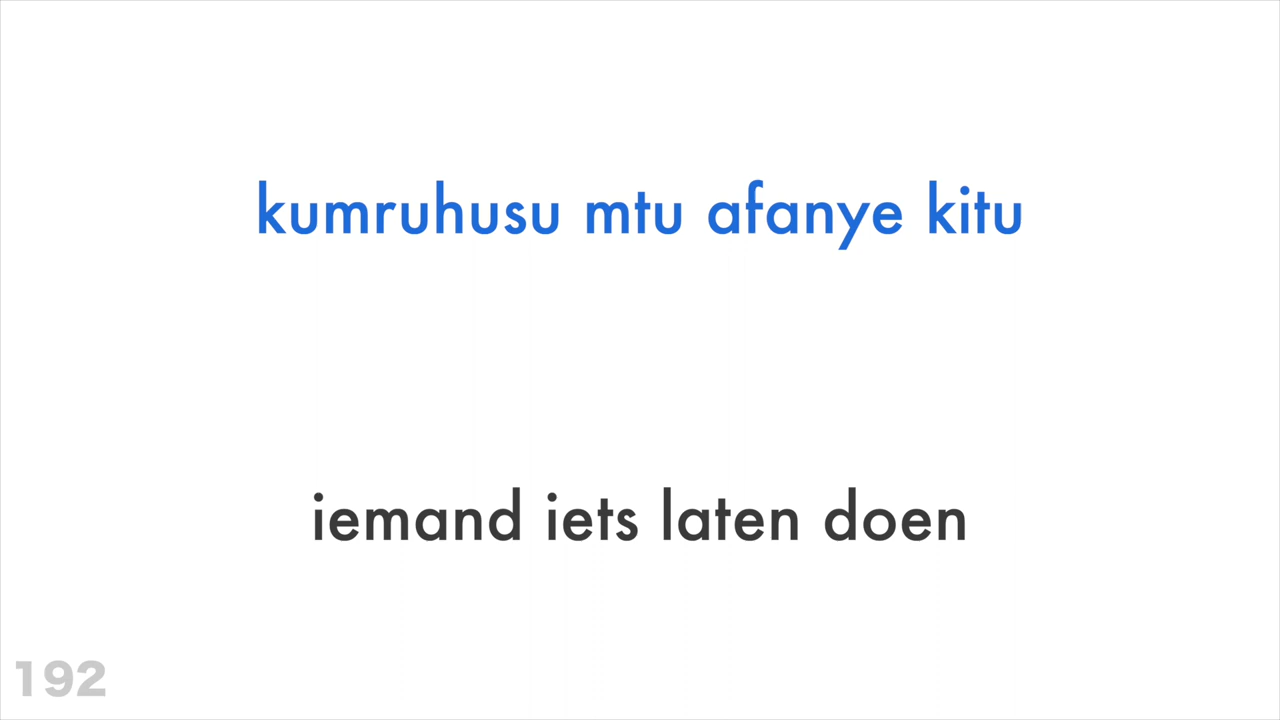 kumruhusu mtu afanye kitu
iemand iets laten doen
192